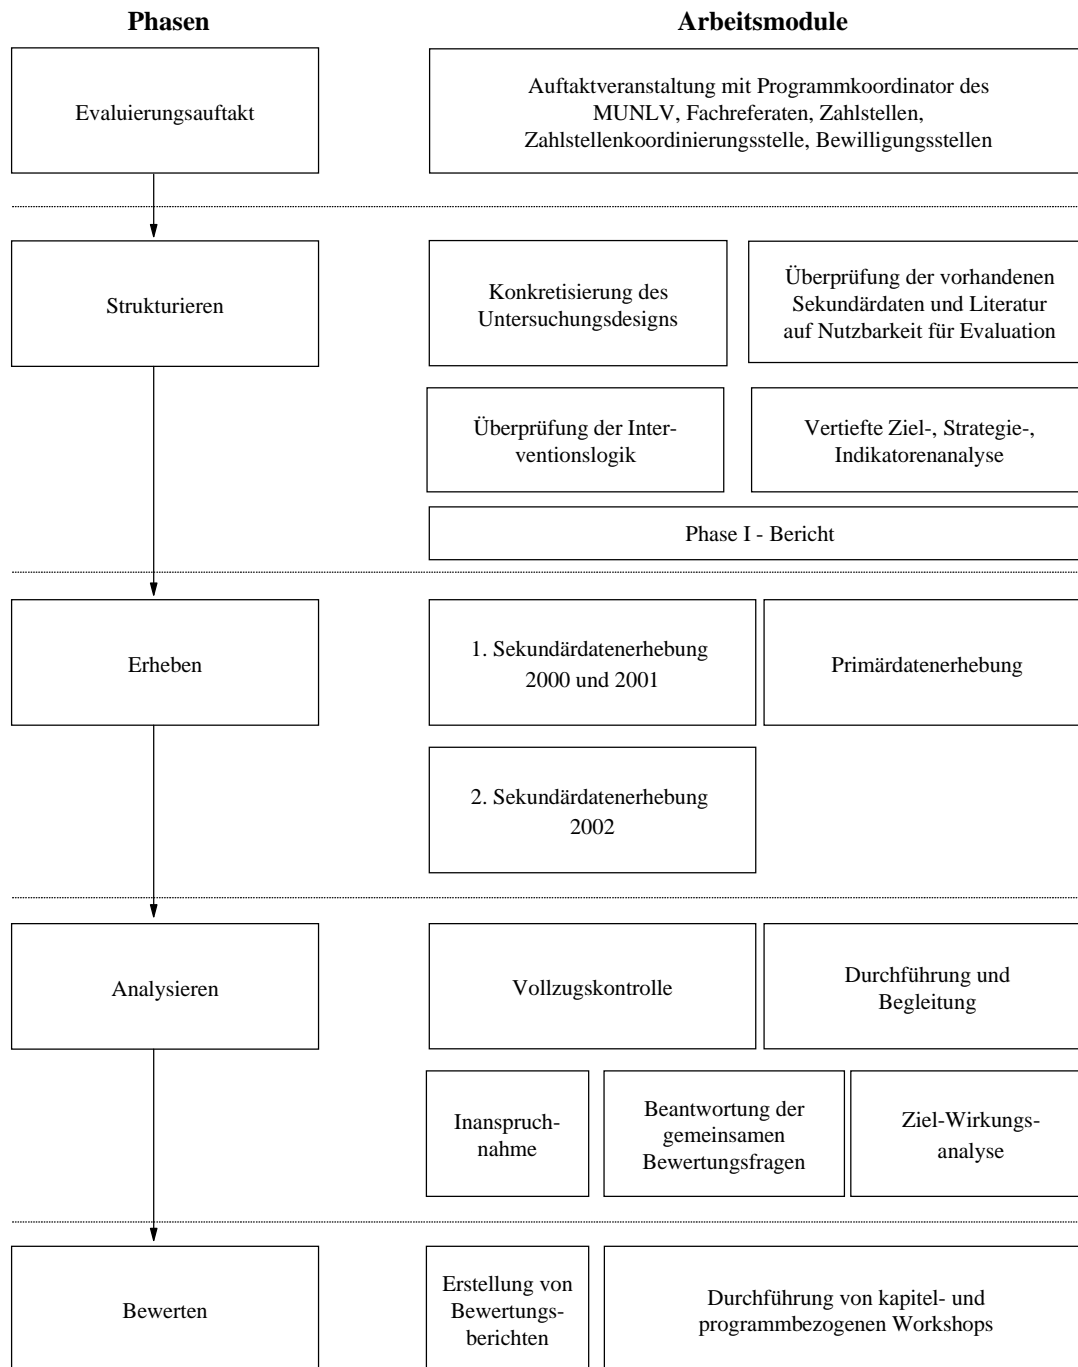 Phasen
Arbeitsmodule
Evaluierungsauftakt
Auftaktveranstaltung mit Programmkoordinator des
MUNLV, Fachreferaten, Zahlstellen,
Zahlstellenkoordinierungsstelle, Bewilligungsstellen
Strukturieren
Konkretisierung des
Untersuchungsdesigns
Überprüfung der vorhandenen
Sekundärdaten und Literatur
auf Nutzbarkeit für Evaluation
Überprüfung der Inter-
ventionslogik
Vertiefte Ziel-, Strategie-,
Indikatorenanalyse
Phase I - Bericht
Erheben
1. Sekundärdatenerhebung
2000 und 2001
Primärdatenerhebung
2. Sekundärdatenerhebung
2002
Analysieren
Vollzugskontrolle
Durchführung und
Begleitung
Inanspruch-
nahme
Beantwortung der
gemeinsamen
Bewertungsfragen
Ziel-Wirkungs-
analyse
Bewerten
Erstellung von
Bewertungs-
berichten
Durchführung von kapitel- und
programmbezogenen Workshops